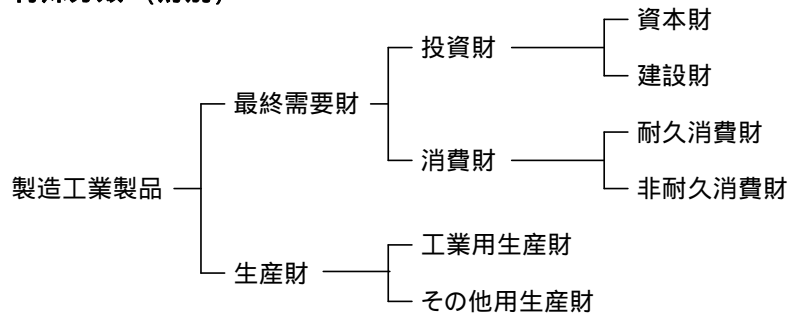 資本財
投資財
建設財
最終需要財
耐久消費財
消費財
製造工業製品
非耐久消費財
工業用生産財
生産財
その他用生産財